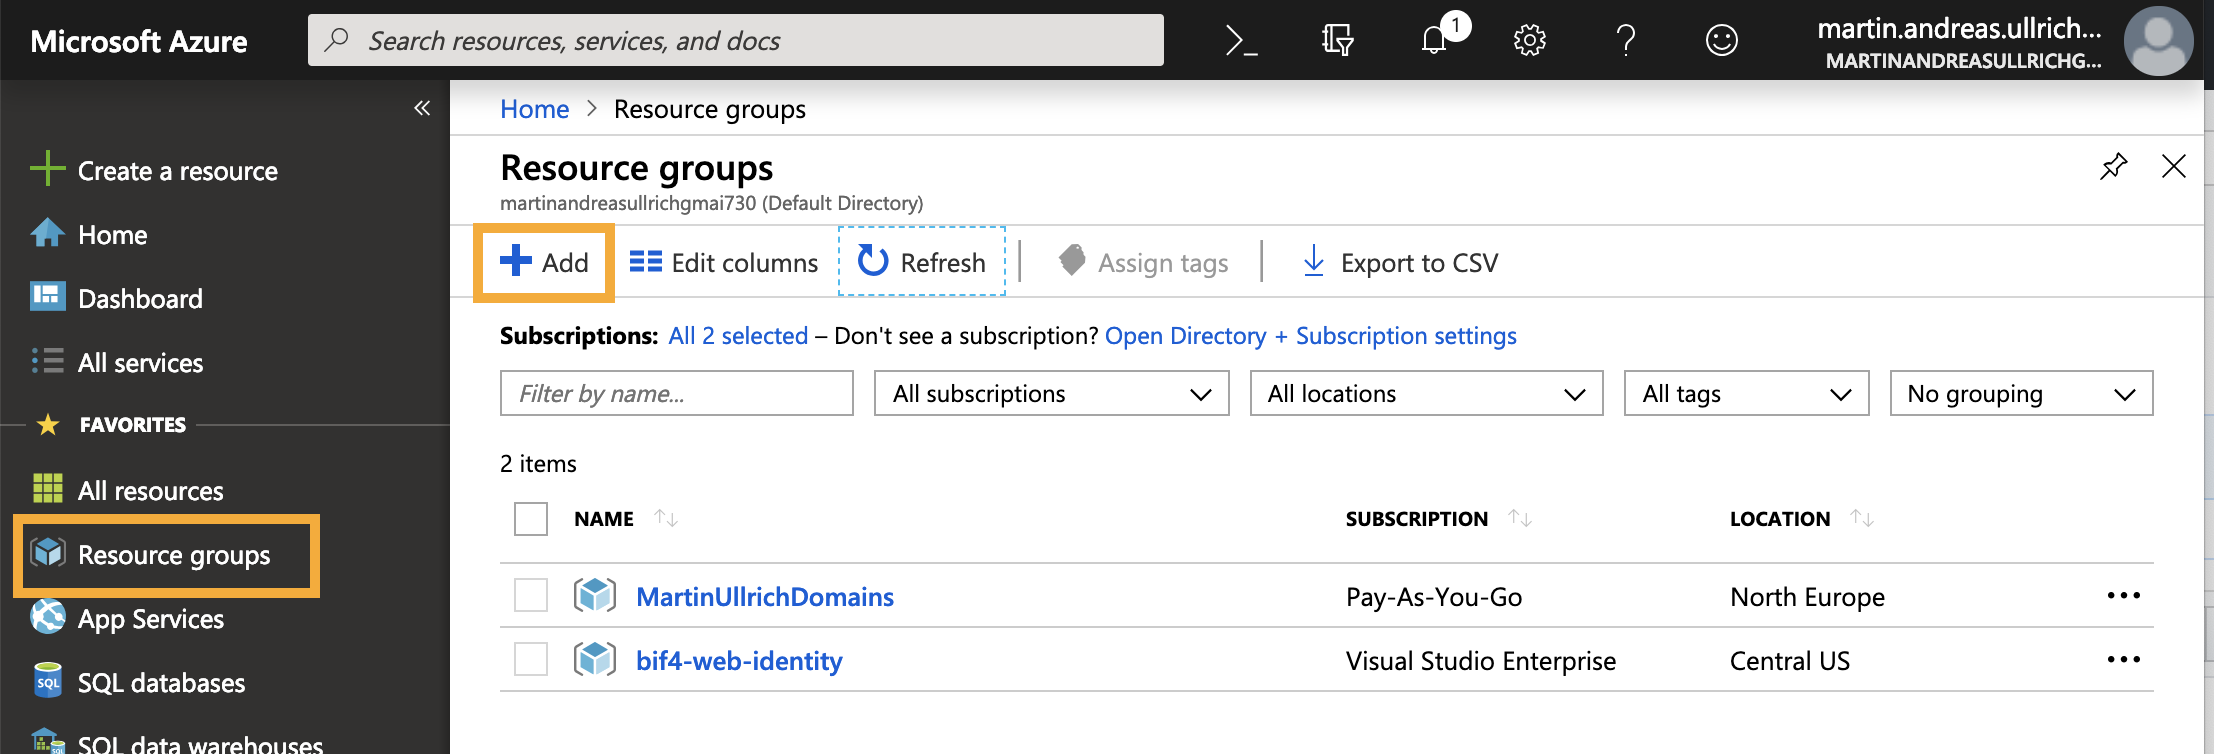 Microsoft Azure
Search resources, services, and docs
1
martin.andreas.ullrich...
MARTINANDREASULLRICHG...
Create a resource
Home
Dashboard
All services
FAVORITES
All resources
Resource groups
App Services
SQL databases
SQL data warehouses
Home > Resource groups
Resource groups
martinandreasullrichgmai730 (Default Directory)
Add Edit columns Refresh Assign tags Export to CSV
Subscriptions: All 2 selected – Don't see a subscription? Open Directory + Subscription settings
Filter by name... All subscriptions All locations All tags No grouping
2 items
NAME SUBSCRIPTION LOCATION
MartinUllrichDomains Pay-As-You-Go North Europe
bif4-web-identity Visual Studio Enterprise Central US